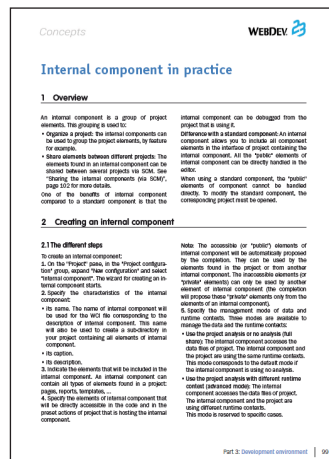 Concepts
WEBDEV 23
Internal component in practice
1 Overview
An internal component is a group of project
elements. This grouping is used to:
• Organize a project: the internal components can
be used to group the project elements, by feature
for example.
• Share elements between different projects: The
elements found in an internal component can be
shared between several projects via SCM. See
"Sharing the internal components (via SCM)",
page 102 for more details.
One of the benefits of internal component
compared to a standard component is that the
internal component can be debugged from the
project that is using it.
Difference with a standard component: An internal
component allows you to include all component
elements in the interface of project containing the
internal component. All the "public" elements of
internal component can be directly handled in the
editor.
When using a standard component, the "public"
elements of component cannot be handled
directly. To modify the standard component, the
corresponding project must be opened.
2 Creating an internal component
2.1 The different steps
To create an internal component:
1. On the "Project" pane, in the "Project configura-
tion" group, expand "New configuration" and select
"Internal component". The wizard for creating an in-
ternal component starts.
2. Specify the characteristics of the internal
component:
• its name. The name of internal component will
be used for the WCI file corresponding to the
description of internal component. This name
will also be used to create a sub-directory in
your project containing all elements of internal
component.
• its caption,
• its description.
3. Indicate the elements that will be included in the
internal component. An internal component can
contain all types of elements found in a project:
pages, reports, templates, ...
4. Specify the elements of internal component that
will be directly accessible in the code and in the
preset actions of project that is hosting the internal
component.
Note: The accessible (or "public") elements of
internal component will be automatically proposed
by the completion. They can be used by the
elements found in the project or from another
internal component. The inaccessible elements (or
"private" elements) can only be used by another
element of internal component (the completion
will propose these "private" elements only from the
elements of an internal component).
5. Specify the management mode of data and
runtime contexts. Three modes are available to
manage the data and the runtime contexts:
• Use the project analysis or no analysis (full
share): The internal component accesses the
data files of project. The internal component and
the project are using the same runtime contexts.
This mode corresponds to the default mode if
the internal component is using no analysis.
• Use the project analysis with different runtime
context (advanced mode): The internal
component accesses the data files of project.
The internal component and the project are
using different runtime contexts.
This mode is reserved to specific cases.
Part 3: Development environment 99